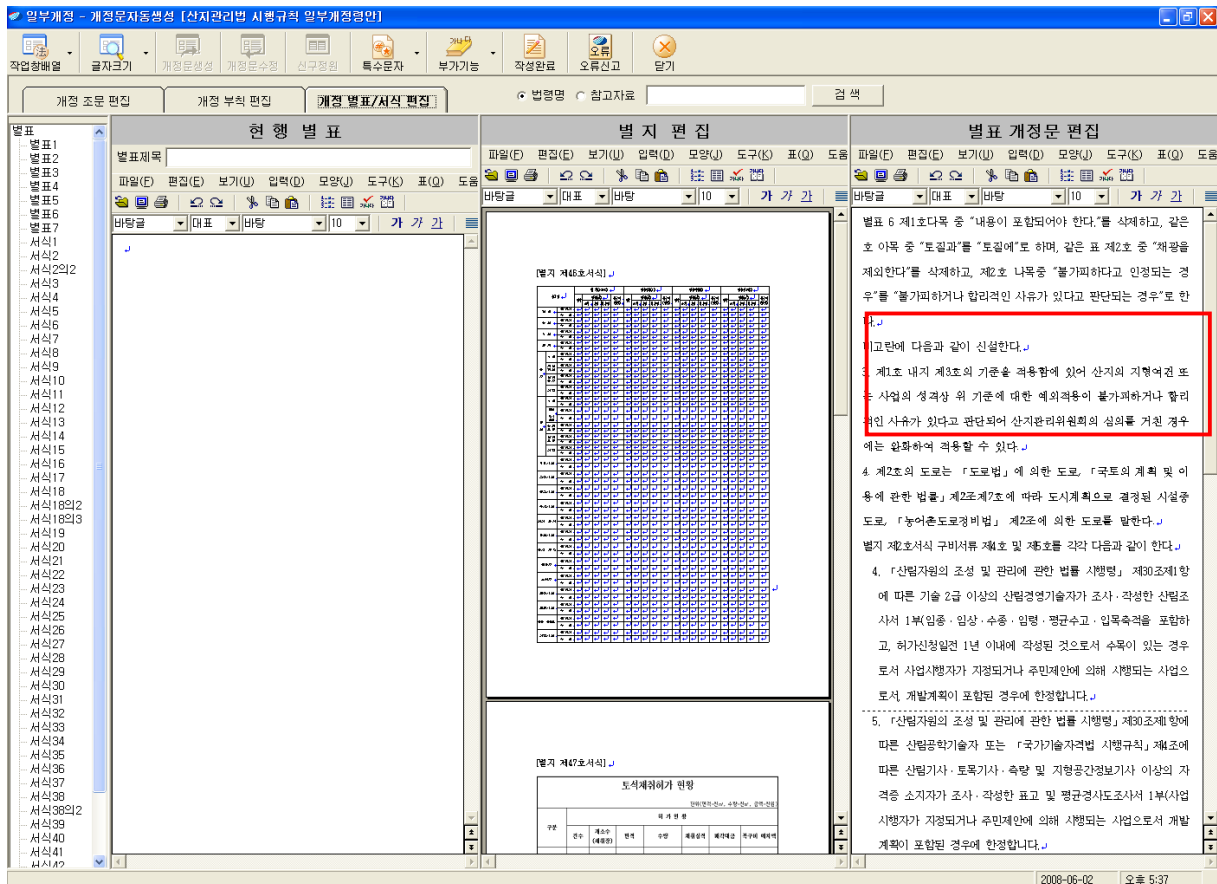 일부개정 - 개정문자동생성 [산지관리법 시행규칙 일부개정령안]
작업창배열 글자크기 개정문생성 개정문수정 신구정원 특수문자 부가기능 작성완료 오류신고 닫기
개정 조문 편집 개정 부칙 편집 개정 별표/서식 편집 법령명 참고자료 검 색
별표
별표1
별표2
별표3
별표4
별표5
별표6
별표7
서식1
서식2
서식2의2
서식3
서식4
서식5
서식6
서식7
서식8
서식9
서식10
서식11
서식12
서식13
서식14
서식15
서식16
서식17
서식18
서식18의2
서식18의3
서식19
서식20
서식21
서식22
서식23
서식24
서식25
서식26
서식27
서식28
서식29
서식30
서식31
서식32
서식33
서식34
서식35
서식36
서식37
서식38
서식38의2
서식39
서식40
서식41
서식42
현 행 별 표
별표제목
파일(F) 편집(E) 보기(U) 입력(D) 모양(J) 도구(K) 표(Q) 도움
바탕글 대표 바탕 10 가 가 가
별 지 편 집
파일(F) 편집(E) 보기(U) 입력(D) 모양(J) 도구(K) 표(Q) 도움
바탕글 대표 바탕 10 가 가 가
[별지 제46호서식]
[별지 제47호서식]
토석채취허가 현황
허 가 현 황
구분
건수 채소수 면적 수량 채취실적 매각대금 복구비 예치액
별표 개정문 편집
파일(F) 편집(E) 보기(U) 입력(D) 모양(J) 도구(K) 표(Q) 도움
바탕글 대표 바탕 10 가 가 가
별표 6 제1호다목 중 “내용이 포함되어야 한다.”를 삭제하고, 같은
호 아목 중 “토질과”를 “토질에”로 하며, 같은 표 제2호 중 “채광을
제외한다”를 삭제하고, 제2호 나목중 “불가피하다고 인정되는 경
우”를 “불가피하거나 합리적인 사유가 있다고 판단되는 경우”로 한
다.
비고란에 다음과 같이 신설한다.
3. 제1호 내지 제3호의 기준을 적용함에 있어 산지의 지형여건 또
는 사업의 성격상 위 기준에 대한 예외적용이 불가피하거나 합리
적인 사유가 있다고 판단되어 산지관리위원회의 심의를 거친 경우
에는 완화하여 적용할 수 있다.
4. 제2호의 도로는 「도로법」에 의한 도로, 「국토의 계획 및 이
용에 관한 법률」제2조제7호에 따라 도시계획으로 결정된 시설중
도로, 「농어촌도로정비법」 제2조에 의한 도로를 말한다.
별지 제2호서식 구비서류 제4호 및 제5호를 각각 다음과 같이 한다.
4. 「산림자원의 조성 및 관리에 관한 법률 시행령」 제30조제1항
에 따른 기술 2급 이상의 산림경영기술자가 조사·작성한 산림조
사서 1부(임종·임상·수종·임령·평균수고·입목축적을 포함하
고, 허가신청일전 1년 이내에 작성된 것으로서 수목이 있는 경우
로서 사업시행자가 지정되거나 주민제안에 의해 시행되는 사업으
로서, 개발계획이 포함된 경우에 한정합니다.
5. 「산림자원의 조성 및 관리에 관한 법률 시행령」제30조제1항에
따른 산림공학기술자 또는 「국가기술자격법 시행규칙」제4조에
따른 산림기사·토목기사·측량 및 지형공간정보기사 이상의 자
격증 소지자가 조사·작성한 표고 및 평균경사도조사서 1부(사업
시행자가 지정되거나 주민제안에 의해 시행되는 사업으로서 개발
계획이 포함된 경우에 한정합니다.
2008-06-02 오후 5:37